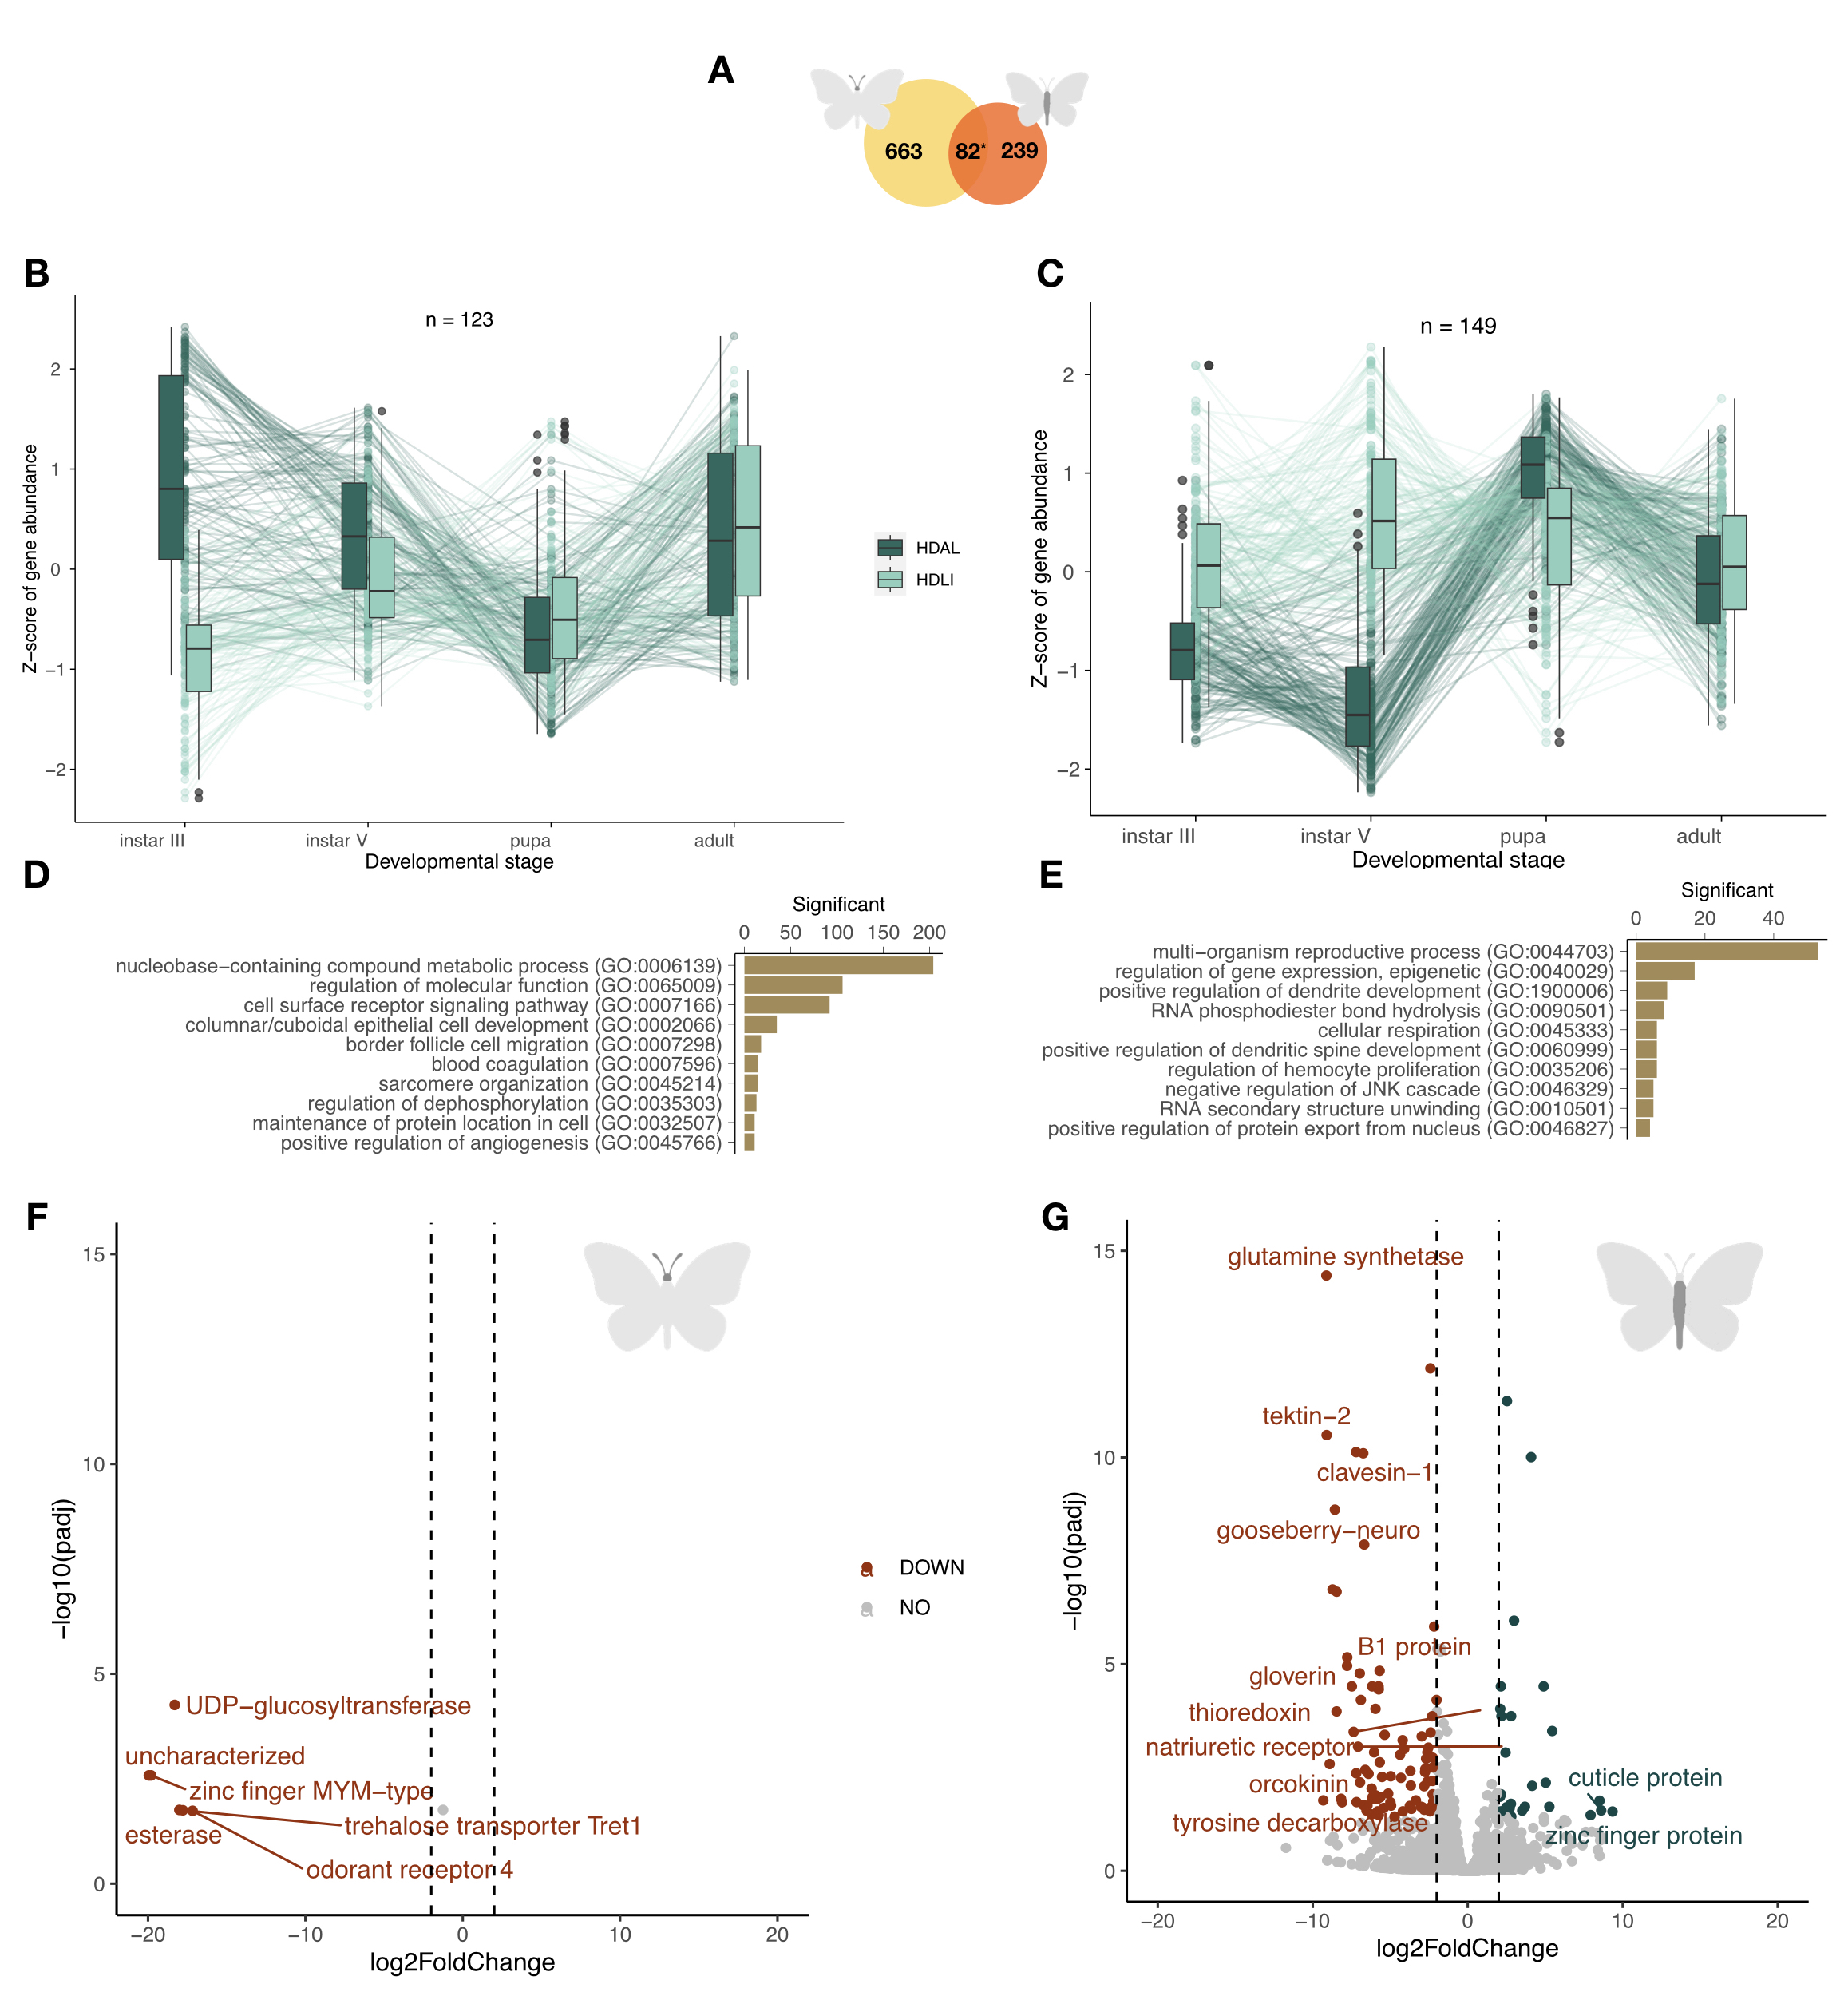 A
663
82*
239
B
n = 123
Z−score of gene abundance
2
1
0
−1
−2
instar III
instar V
pupa
adult
Developmental stage
HDAL
HDLI
C
n = 149
Z−score of gene abundance
2
1
0
−1
−2
instar III
instar V
pupa
adult
Developmental stage
D
Significant
0 50 100 150 200
nucleobase−containing compound metabolic process (GO:0006139)
regulation of molecular function (GO:0065009)
cell surface receptor signaling pathway (GO:0007166)
columnar/cuboidal epithelial cell development (GO:0002066)
border follicle cell migration (GO:0007298)
blood coagulation (GO:0007596)
sarcomere organization (GO:0045214)
regulation of dephosphorylation (GO:0035303)
maintenance of protein location in cell (GO:0032507)
positive regulation of angiogenesis (GO:0045766)
E
Significant
0 20 40
multi−organism reproductive process (GO:0044703)
regulation of gene expression, epigenetic (GO:0040029)
positive regulation of dendrite development (GO:1900006)
RNA phosphodiester bond hydrolysis (GO:0090501)
cellular respiration (GO:0045333)
positive regulation of dendritic spine development (GO:0060999)
regulation of hemocyte proliferation (GO:0035206)
negative regulation of JNK cascade (GO:0046329)
RNA secondary structure unwinding (GO:0010501)
positive regulation of protein export from nucleus (GO:0046827)
F
−log10(padj)
15
10
5
0
UDP−glucosyltransferase
uncharacterized
zinc finger MYM−type
trehalose transporter Tret1
esterase
odorant receptor 4
−20 −10 0 10 20
log2FoldChange
DOWN
NO
G
−log10(padj)
15
10
5
0
glutamine synthetase
tektin−2
clavesin−1
gooseberry−neuro
B1 protein
gloverin
thioredoxin
natriuretic receptor
orcokinin
cuticle protein
tyrosine decarboxylase
zinc finger protein
−20 −10 0 10 20
log2FoldChange